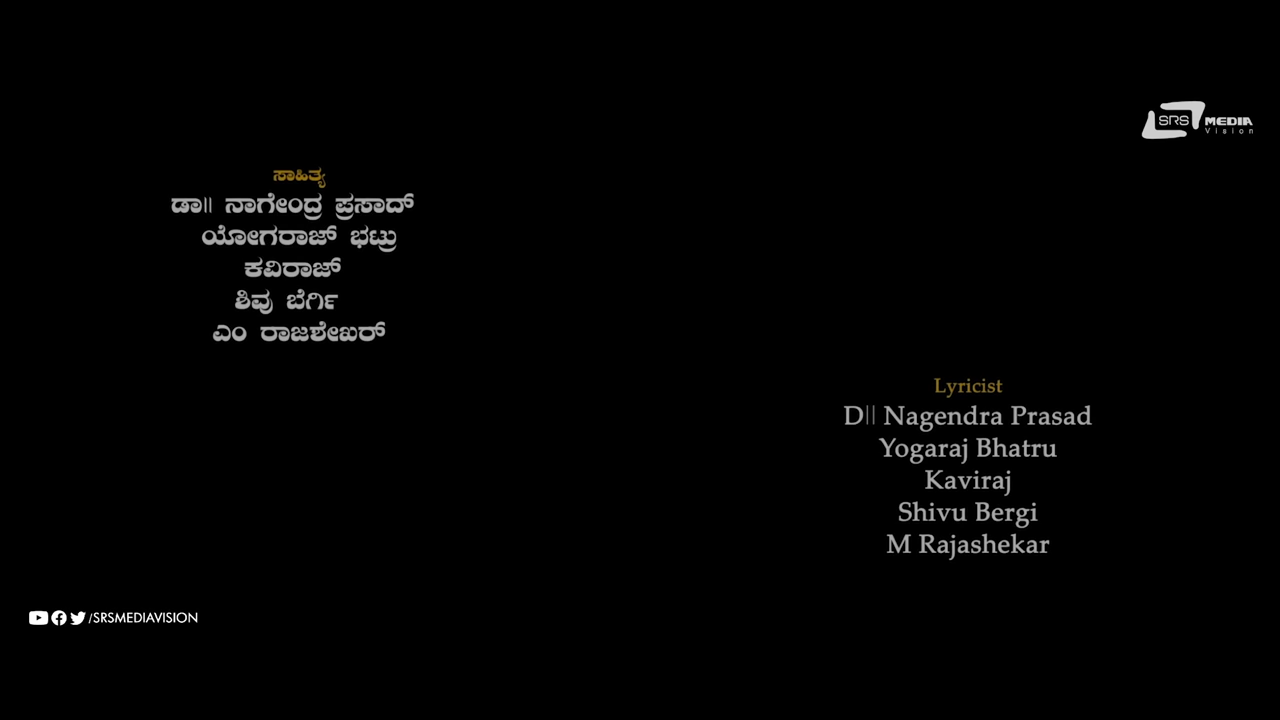 SRS MEDIA
Vision
ಸಾಹಿತ್ಯ
ಡಾ|| ನಾಗೇಂದ್ರ ಪ್ರಸಾದ್
ಯೋಗರಾಜ್ ಭಟ್ರು
ಕವಿರಾಜ್
ಶಿವು ಬೆರ್ಗಿ
ಎಂ ರಾಜಶೇಖರ್
Lyricist
D|| Nagendra Prasad
Yogaraj Bhatru
Kaviraj
Shivu Bergi
M Rajashekar
/SRSMEDIAVISION